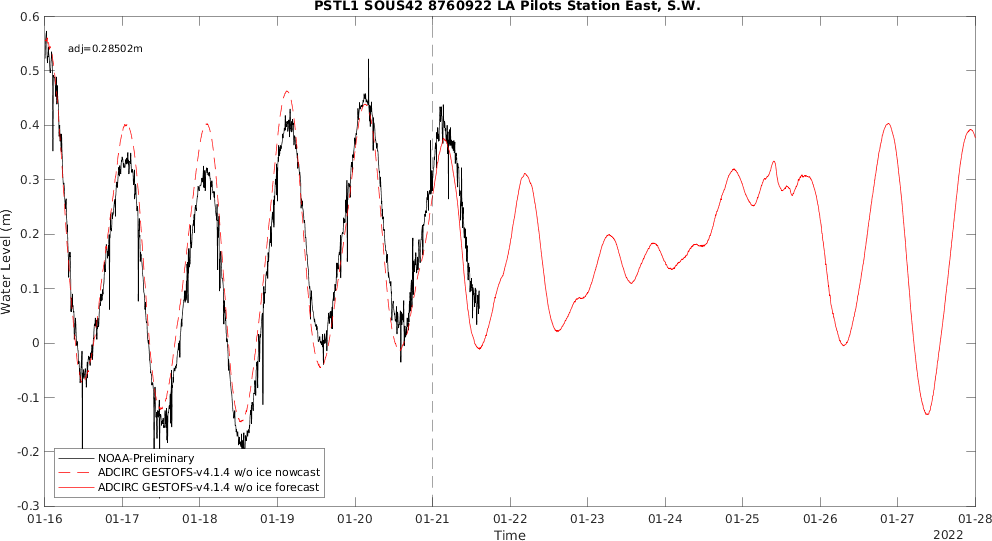 PSTL1 SOUS42 8760922 LA Pilots Station East, S.W.
adj=0.28502m
0.6
0.5
0.4
0.3
0.2
0.1
0
-0.1
-0.2
-0.3
Water Level (m)
NOAA-Preliminary
ADCIRC GESTOFS-v4.1.4 w/o ice nowcast
ADCIRC GESTOFS-v4.1.4 w/o ice forecast
01-16 01-17 01-18 01-19 01-20 01-21 01-22 01-23 01-24 01-25 01-26 01-27 01-28
Time
2022